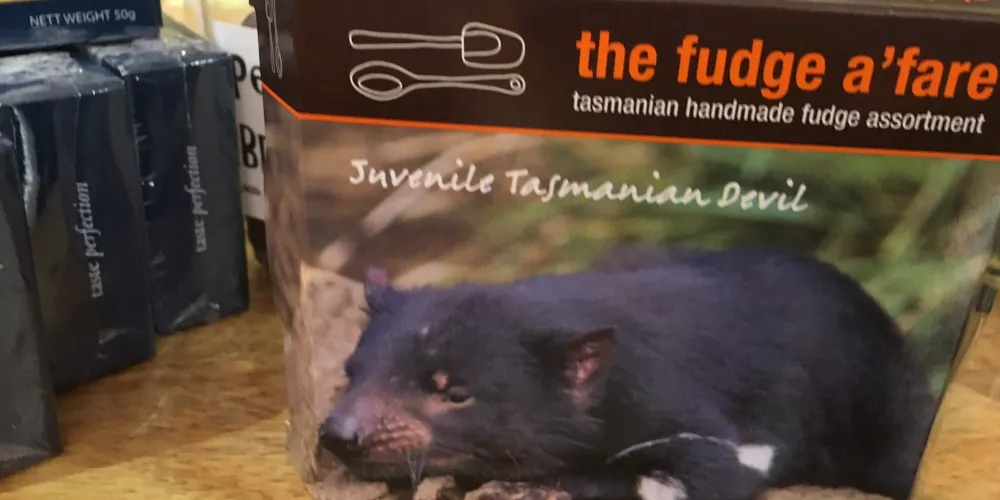 NETT WEIGHT 50g
taste perfection
taste perfection
the fudge a'fare
tasmanian handmade fudge assortment
Juvenile Tasmanian Devil